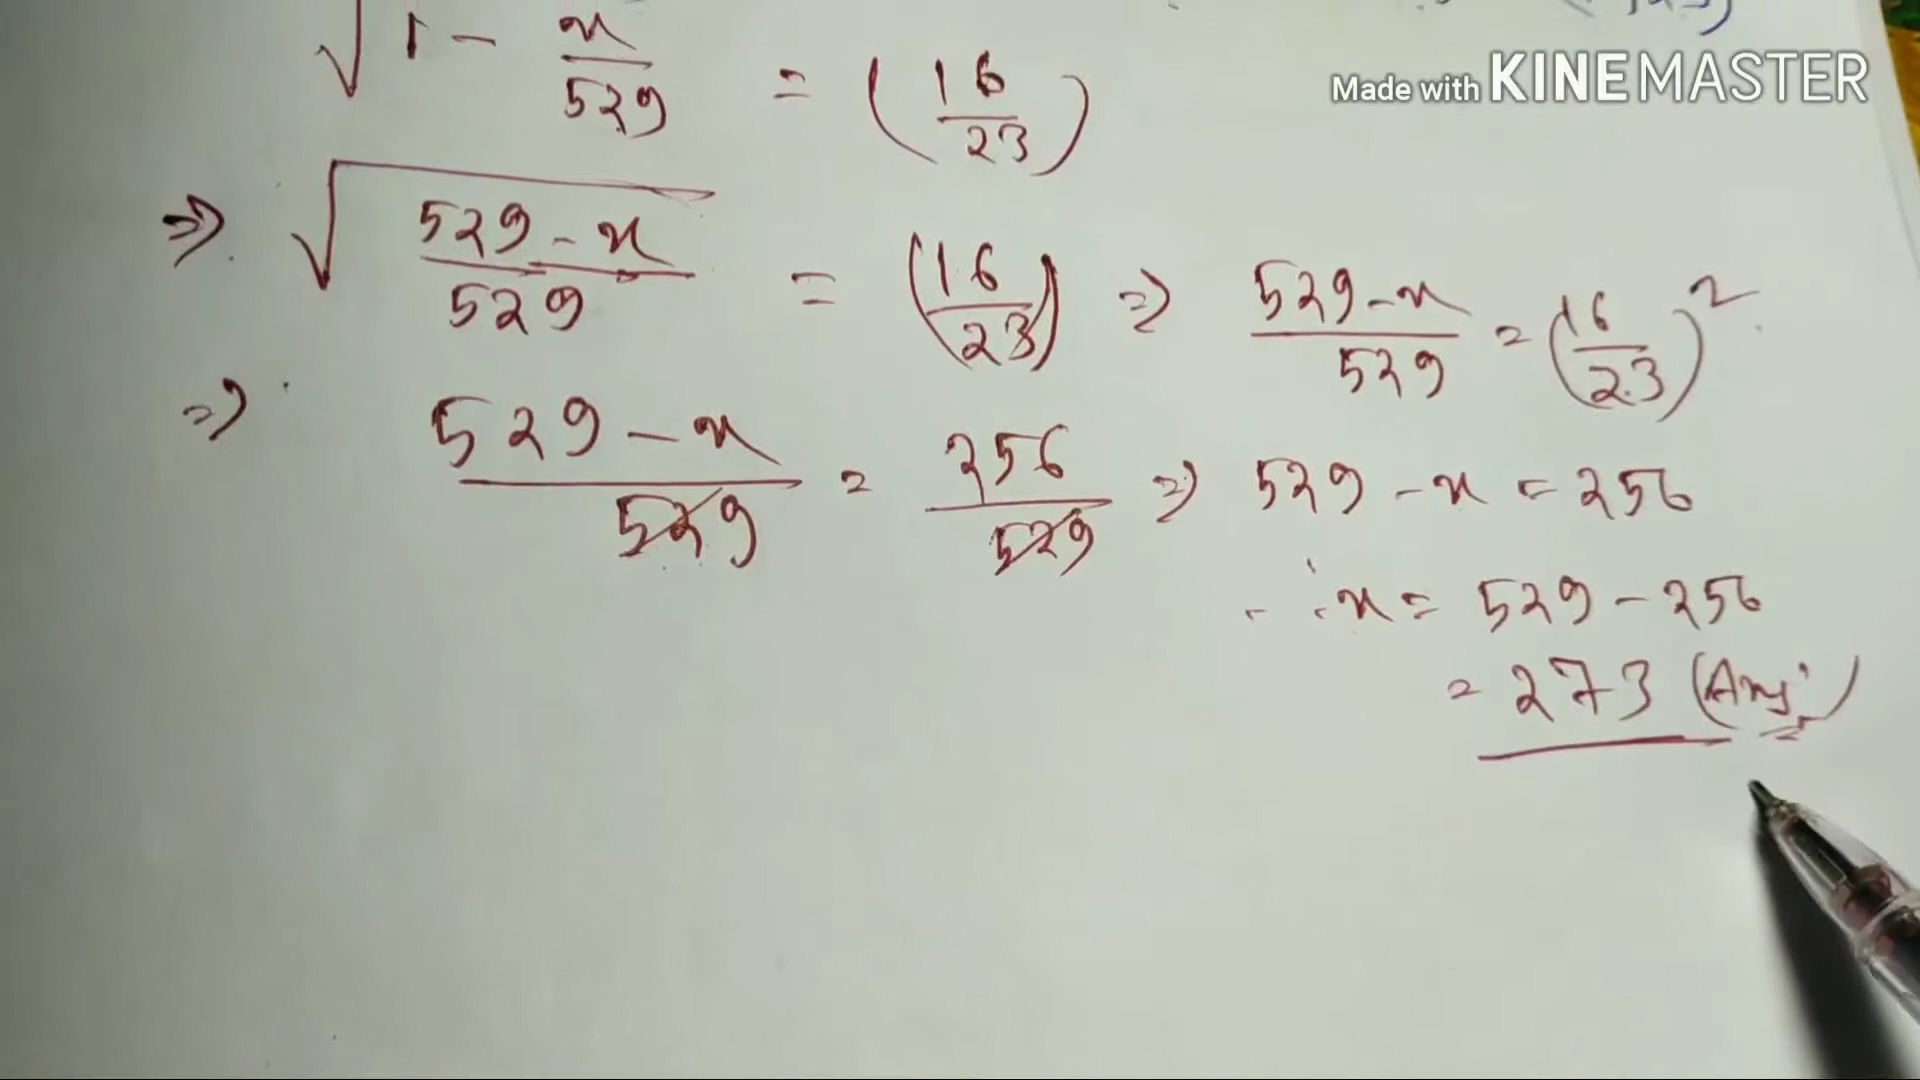 √1 - x/529 = (16/23)
Made with KINEMASTER
⇒ √(529 - x)/529 = (16/23) ⇒ (529 - x)/529 = (16/23)²
⇒ (529 - x)/529 = 256/529 ⇒ 529 - x = 256
∴ x = 529 - 256
= 273 (Ans)